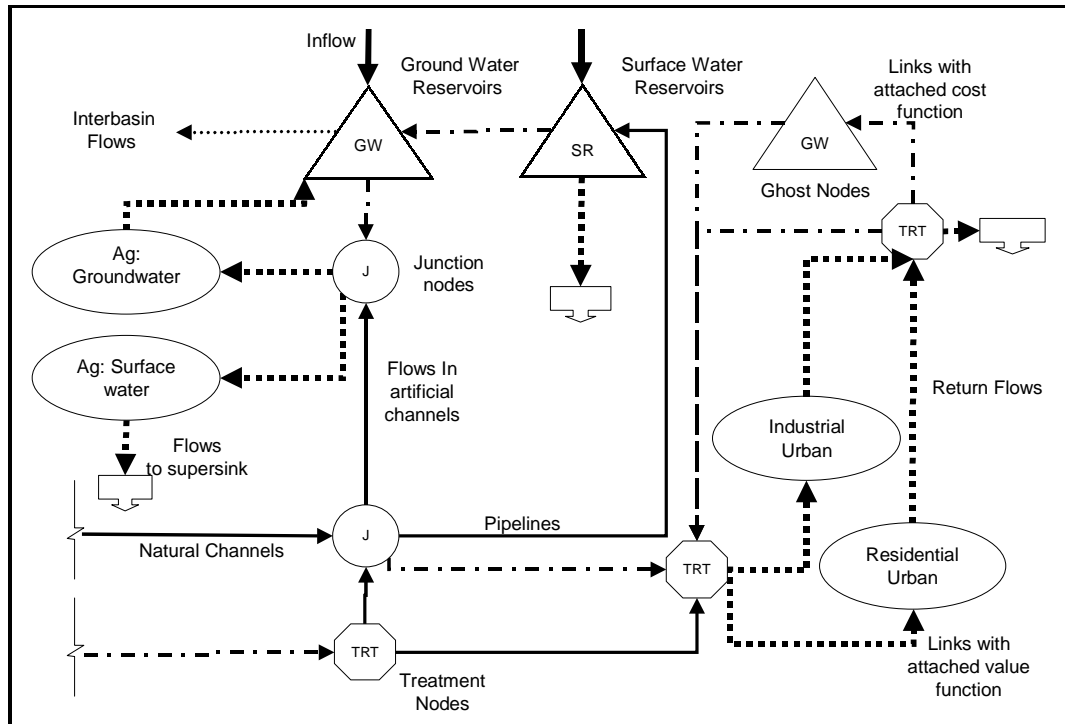 Inflow
Ground Water
Reservoirs
Surface Water
Reservoirs
Links with
attached cost
function
Interbasin
Flows
GW
SR
GW
Ghost Nodes
TRT
Ag:
Groundwater
J
Junction
nodes
Ag: Surface
water
Flows In
artificial
channels
Return Flows
Industrial
Urban
Flows
to supersink
Natural Channels
J
Pipelines
TRT
Residential
Urban
TRT
Treatment
Nodes
Links with
attached value
function